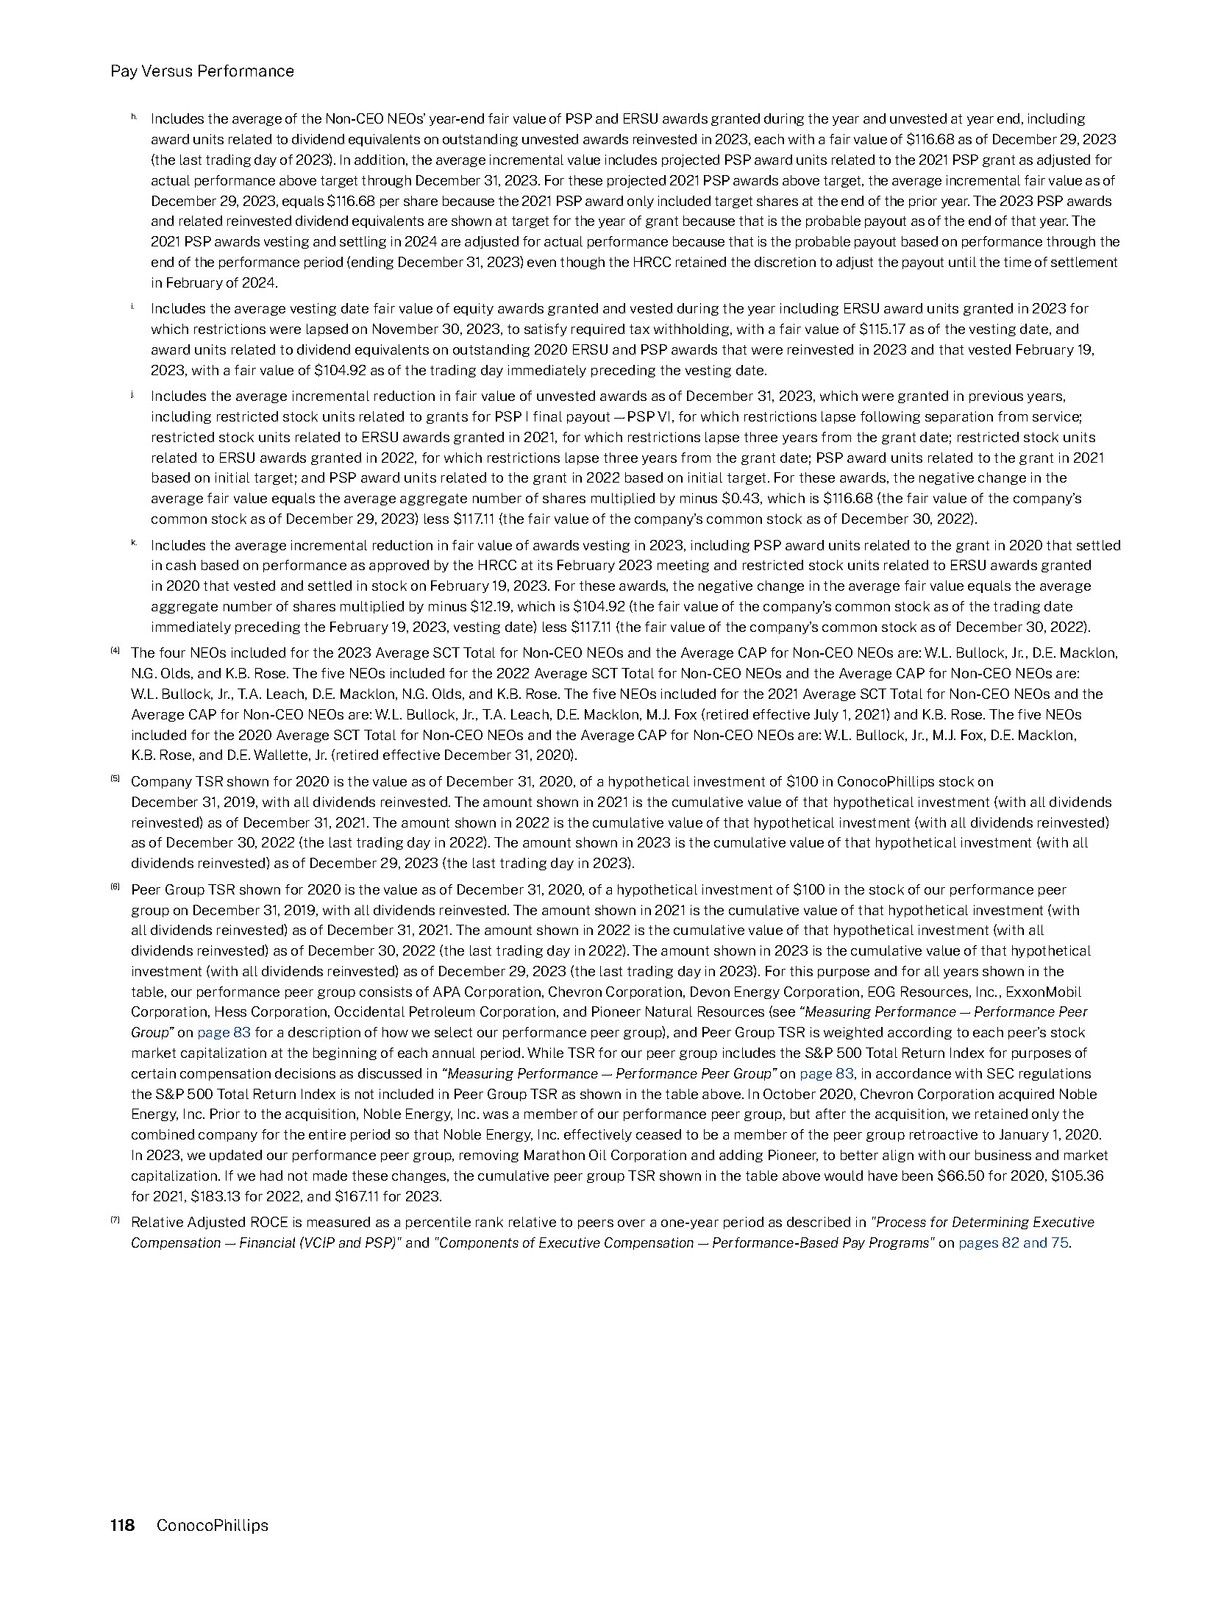 Pay Versus Performance
h. Includes the average of the Non-CEO NEOs' year-end fair value of PSP and ERSU awards granted during the year and unvested at year end, including
award units related to dividend equivalents on outstanding unvested awards reinvested in 2023, each with a fair value of $116.68 as of December 29, 2023
(the last trading day of 2023). In addition, the average incremental value includes projected PSP award units related to the 2021 PSP grant as adjusted for
actual performance above target through December 31, 2023. For these projected 2021 PSP awards above target, the average incremental fair value as of
December 29, 2023, equals $116.68 per share because the 2021 PSP award only included target shares at the end of the prior year. The 2023 PSP awards
and related reinvested dividend equivalents are shown at target for the year of grant because that is the probable payout as of the end of that year. The
2021 PSP awards vesting and settling in 2024 are adjusted for actual performance because that is the probable payout based on performance through the
end of the performance period (ending December 31, 2023) even though the HRCC retained the discretion to adjust the payout until the time of settlement
in February of 2024.
i. Includes the average vesting date fair value of equity awards granted and vested during the year including ERSU award units granted in 2023 for
which restrictions were lapsed on November 30, 2023, to satisfy required tax withholding, with a fair value of $115.17 as of the vesting date, and
award units related to dividend equivalents on outstanding 2020 ERSU and PSP awards that were reinvested in 2023 and that vested February 19,
2023, with a fair value of $104.92 as of the trading day immediately preceding the vesting date.
j. Includes the average incremental reduction in fair value of unvested awards as of December 31, 2023, which were granted in previous years,
including restricted stock units related to grants for PSP I final payout — PSP VI, for which restrictions lapse following separation from service;
restricted stock units related to ERSU awards granted in 2021, for which restrictions lapse three years from the grant date; restricted stock units
related to ERSU awards granted in 2022, for which restrictions lapse three years from the grant date; PSP award units related to the grant in 2021
based on initial target; and PSP award units related to the grant in 2022 based on initial target. For these awards, the negative change in the
average fair value equals the average aggregate number of shares multiplied by minus $0.43, which is $116.68 (the fair value of the company's
common stock as of December 29, 2023) less $117.11 (the fair value of the company's common stock as of December 30, 2022).
k. Includes the average incremental reduction in fair value of awards vesting in 2023, including PSP award units related to the grant in 2020 that settled
in cash based on performance as approved by the HRCC at its February 2023 meeting and restricted stock units related to ERSU awards granted
in 2020 that vested and settled in stock on February 19, 2023. For these awards, the negative change in the average fair value equals the average
aggregate number of shares multiplied by minus $12.19, which is $104.92 (the fair value of the company's common stock as of the trading date
immediately preceding the February 19, 2023, vesting date) less $117.11 (the fair value of the company's common stock as of December 30, 2022).
(4) The four NEOs included for the 2023 Average SCT Total for Non-CEO NEOs and the Average CAP for Non-CEO NEOs are: W.L. Bullock, Jr., D.E. Macklon,
N.G. Olds, and K.B. Rose. The five NEOs included for the 2022 Average SCT Total for Non-CEO NEOs and the Average CAP for Non-CEO NEOs are:
W.L. Bullock, Jr., T.A. Leach, D.E. Macklon, N.G. Olds, and K.B. Rose. The five NEOs included for the 2021 Average SCT Total for Non-CEO NEOs and the
Average CAP for Non-CEO NEOs are: W.L. Bullock, Jr., T.A. Leach, D.E. Macklon, M.J. Fox (retired effective July 1, 2021) and K.B. Rose. The five NEOs
included for the 2020 Average SCT Total for Non-CEO NEOs and the Average CAP for Non-CEO NEOs are: W.L. Bullock, Jr., M.J. Fox, D.E. Macklon,
K.B. Rose, and D.E. Wallette, Jr. (retired effective December 31, 2020).
(5) Company TSR shown for 2020 is the value as of December 31, 2020, of a hypothetical investment of $100 in ConocoPhillips stock on
December 31, 2019, with all dividends reinvested. The amount shown in 2021 is the cumulative value of that hypothetical investment (with all dividends
reinvested) as of December 31, 2021. The amount shown in 2022 is the cumulative value of that hypothetical investment (with all dividends reinvested)
as of December 30, 2022 (the last trading day in 2022). The amount shown in 2023 is the cumulative value of that hypothetical investment (with all
dividends reinvested) as of December 29, 2023 (the last trading day in 2023).
(6) Peer Group TSR shown for 2020 is the value as of December 31, 2020, of a hypothetical investment of $100 in the stock of our performance peer
group on December 31, 2019, with all dividends reinvested. The amount shown in 2021 is the cumulative value of that hypothetical investment (with
all dividends reinvested) as of December 31, 2021. The amount shown in 2022 is the cumulative value of that hypothetical investment (with all
dividends reinvested) as of December 30, 2022 (the last trading day in 2022). The amount shown in 2023 is the cumulative value of that hypothetical
investment (with all dividends reinvested) as of December 29, 2023 (the last trading day in 2023). For this purpose and for all years shown in the
table, our performance peer group consists of APA Corporation, Chevron Corporation, Devon Energy Corporation, EOG Resources, Inc., ExxonMobil
Corporation, Hess Corporation, Occidental Petroleum Corporation, and Pioneer Natural Resources (see “Measuring Performance — Performance Peer
Group” on page 83 for a description of how we select our performance peer group), and Peer Group TSR is weighted according to each peer's stock
market capitalization at the beginning of each annual period. While TSR for our peer group includes the S&P 500 Total Return Index for purposes of
certain compensation decisions as discussed in “Measuring Performance — Performance Peer Group” on page 83, in accordance with SEC regulations
the S&P 500 Total Return Index is not included in Peer Group TSR as shown in the table above. In October 2020, Chevron Corporation acquired Noble
Energy, Inc. Prior to the acquisition, Noble Energy, Inc. was a member of our performance peer group, but after the acquisition, we retained only the
combined company for the entire period so that Noble Energy, Inc. effectively ceased to be a member of the peer group retroactive to January 1, 2020.
In 2023, we updated our performance peer group, removing Marathon Oil Corporation and adding Pioneer, to better align with our business and market
capitalization. If we had not made these changes, the cumulative peer group TSR shown in the table above would have been $66.50 for 2020, $105.36
for 2021, $183.13 for 2022, and $167.11 for 2023.
(7) Relative Adjusted ROCE is measured as a percentile rank relative to peers over a one-year period as described in "Process for Determining Executive
Compensation — Financial (VCIP and PSP)" and "Components of Executive Compensation — Performance-Based Pay Programs" on pages 82 and 75.
118 ConocoPhillips